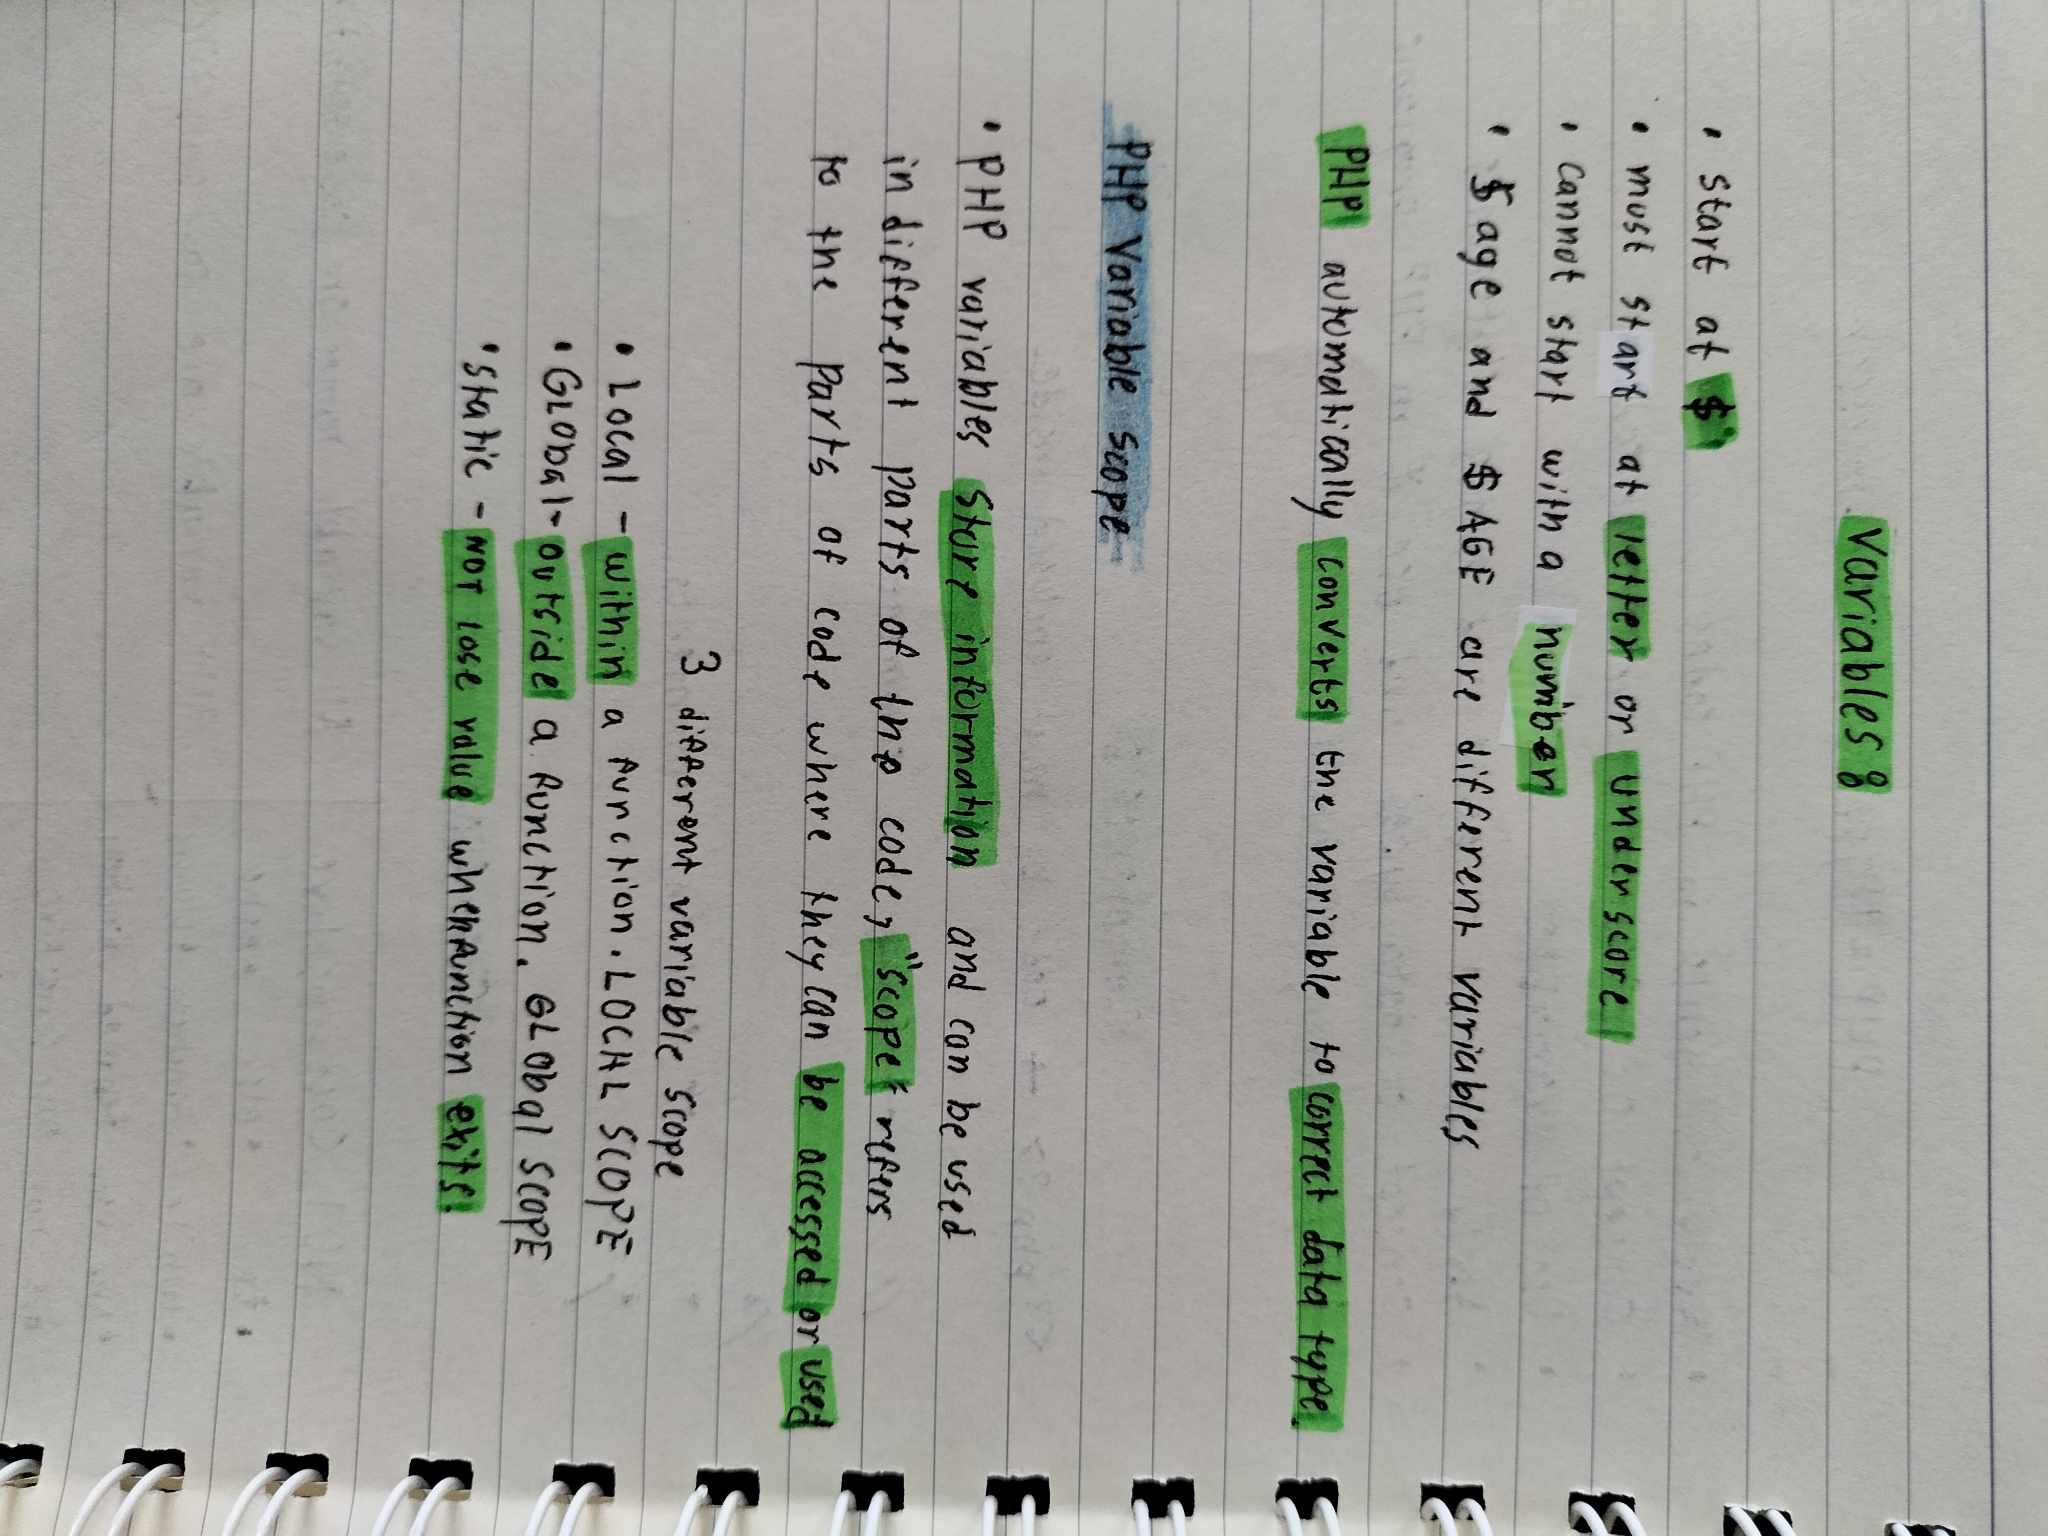 Variables:
• Start at $
• must start at letter or underscore
• Cannot start with a number
• $age and $AGE are different variables
PHP automatically converts the variable to correct data type.
PHP Variable Scope
• PHP variables store information and can be used
in different parts of the code, "scope" refers
to the parts of code where they can be accessed or used
3 different variable scope
• Local - within a function. LOCAL SCOPE
• GLObal - outside a function. GLObal SCOPE
• Static - NOT lose value when function exits.